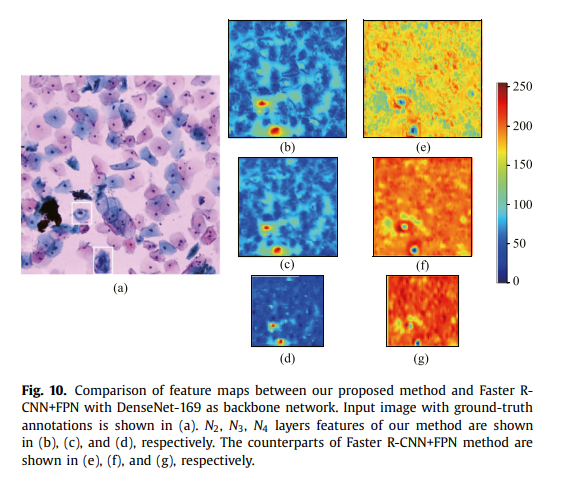 (a)
(b)
(c)
(d)
(e)
(f)
(g)
250
200
150
100
50
0
Fig. 10. Comparison of feature maps between our proposed method and Faster R-
CNN+FPN with DenseNet-169 as backbone network. Input image with ground-truth
annotations is shown in (a). N2, N3, N4 layers features of our method are shown
in (b), (c), and (d), respectively. The counterparts of Faster R-CNN+FPN method are
shown in (e), (f), and (g), respectively.